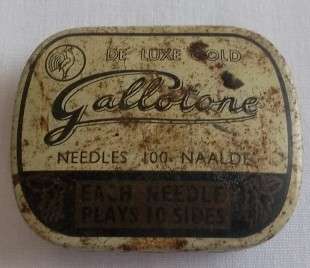 DE LUXE GOLD
Gallotone
NEEDLES 100 NAALDE
EACH NEEDLE
PLAYS 10 SIDES